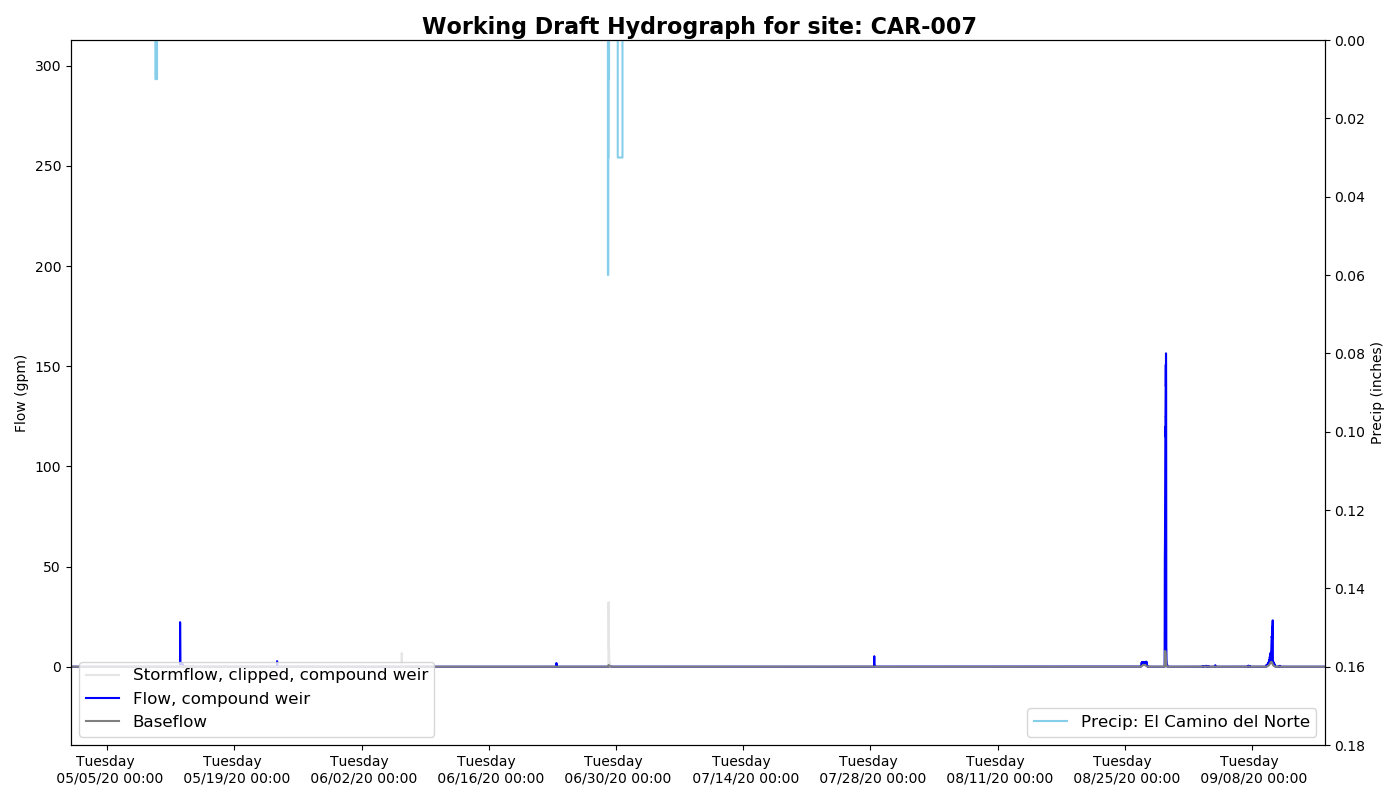 Working Draft Hydrograph for site: CAR-007
Flow (gpm)
300
250
200
150
100
50
0
Precip (inches)
0.00
0.02
0.04
0.06
0.08
0.10
0.12
0.14
0.16
0.18
Stormflow, clipped, compound weir
Flow, compound weir
Baseflow
Precip: El Camino del Norte
Tuesday
05/05/20 00:00
Tuesday
05/19/20 00:00
Tuesday
06/02/20 00:00
Tuesday
06/16/20 00:00
Tuesday
06/30/20 00:00
Tuesday
07/14/20 00:00
Tuesday
07/28/20 00:00
Tuesday
08/11/20 00:00
Tuesday
08/25/20 00:00
Tuesday
09/08/20 00:00